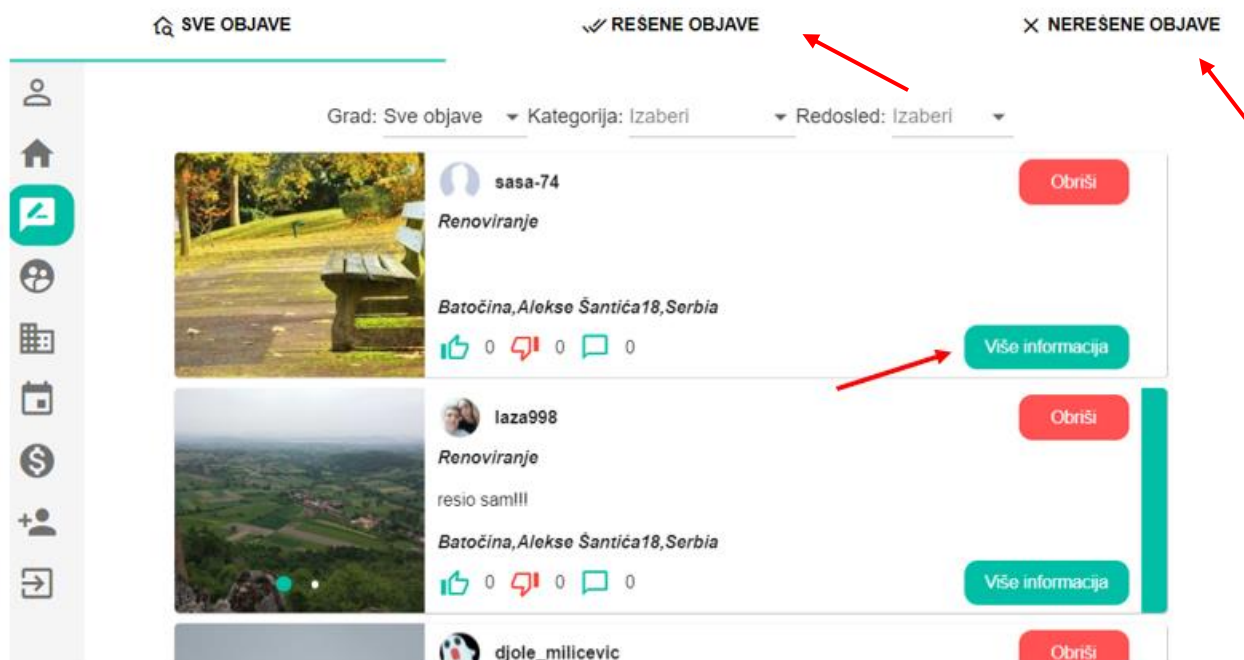 SVE OBJAVE
REŠENE OBJAVE
NEREŠENE OBJAVE
Grad: Sve objave Kategorija: Izaberi Redosled: Izaberi
sasa-74
Obriši
Renoviranje
Batočina,Alekse Šantića18,Serbia
0 0 0
Više informacija
laza998
Obriši
Renoviranje
resio sam!!!
Batočina,Alekse Šantića18,Serbia
0 0 0
Više informacija
djole_milicevic
Obriši